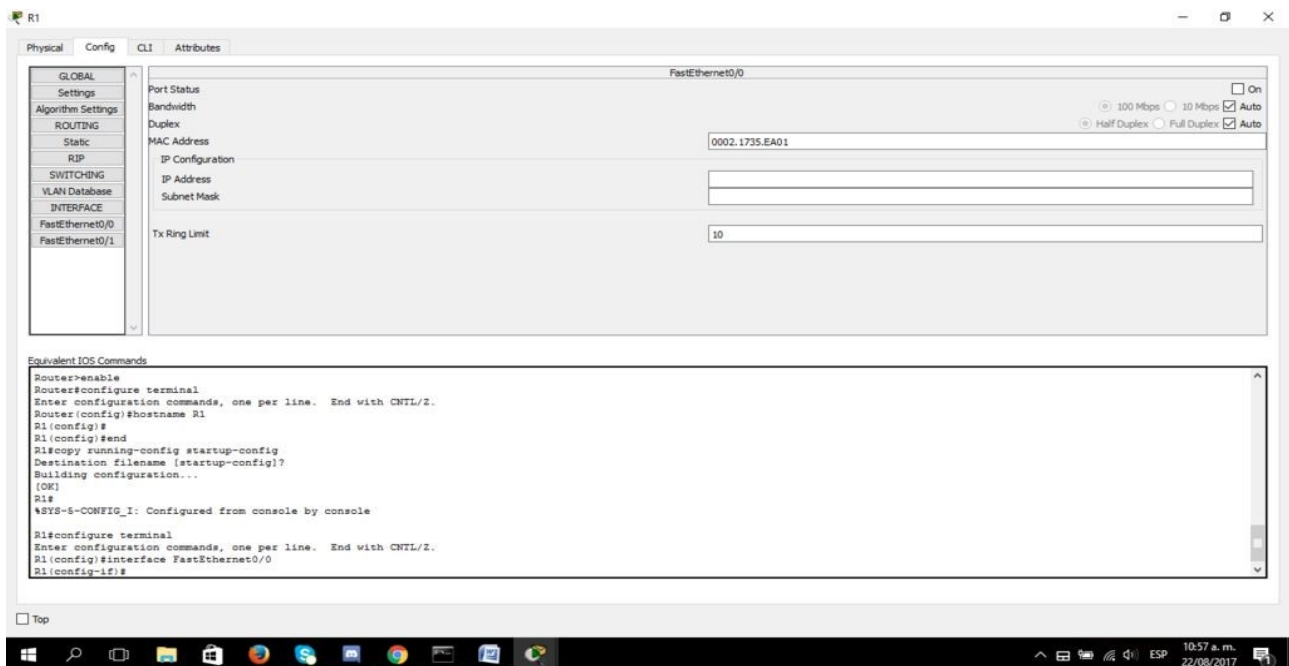 R1
Physical Config CLI Attributes
GLOBAL
Settings
Algorithm Settings
ROUTING
Static
RIP
SWITCHING
VLAN Database
INTERFACE
FastEthernet0/0
FastEthernet0/1
FastEthernet0/0
Port Status On
Bandwidth 100 Mbps 10 Mbps Auto
Duplex Half Duplex Full Duplex Auto
MAC Address 0002.1735.EA01
IP Configuration
IP Address
Subnet Mask
Tx Ring Limit 10
Equivalent IOS Commands
Router>enable
Router#configure terminal
Enter configuration commands, one per line. End with CNTL/Z.
Router(config)#hostname R1
R1(config)#
R1(config)#end
R1#copy running-config startup-config
Destination filename [startup-config]?
Building configuration...
[OK]
R1#
%SYS-5-CONFIG_I: Configured from console by console
R1#configure terminal
Enter configuration commands, one per line. End with CNTL/Z.
R1(config)#interface FastEthernet0/0
R1(config-if)#
Top
ESP
10:57 a. m.
22/08/2017